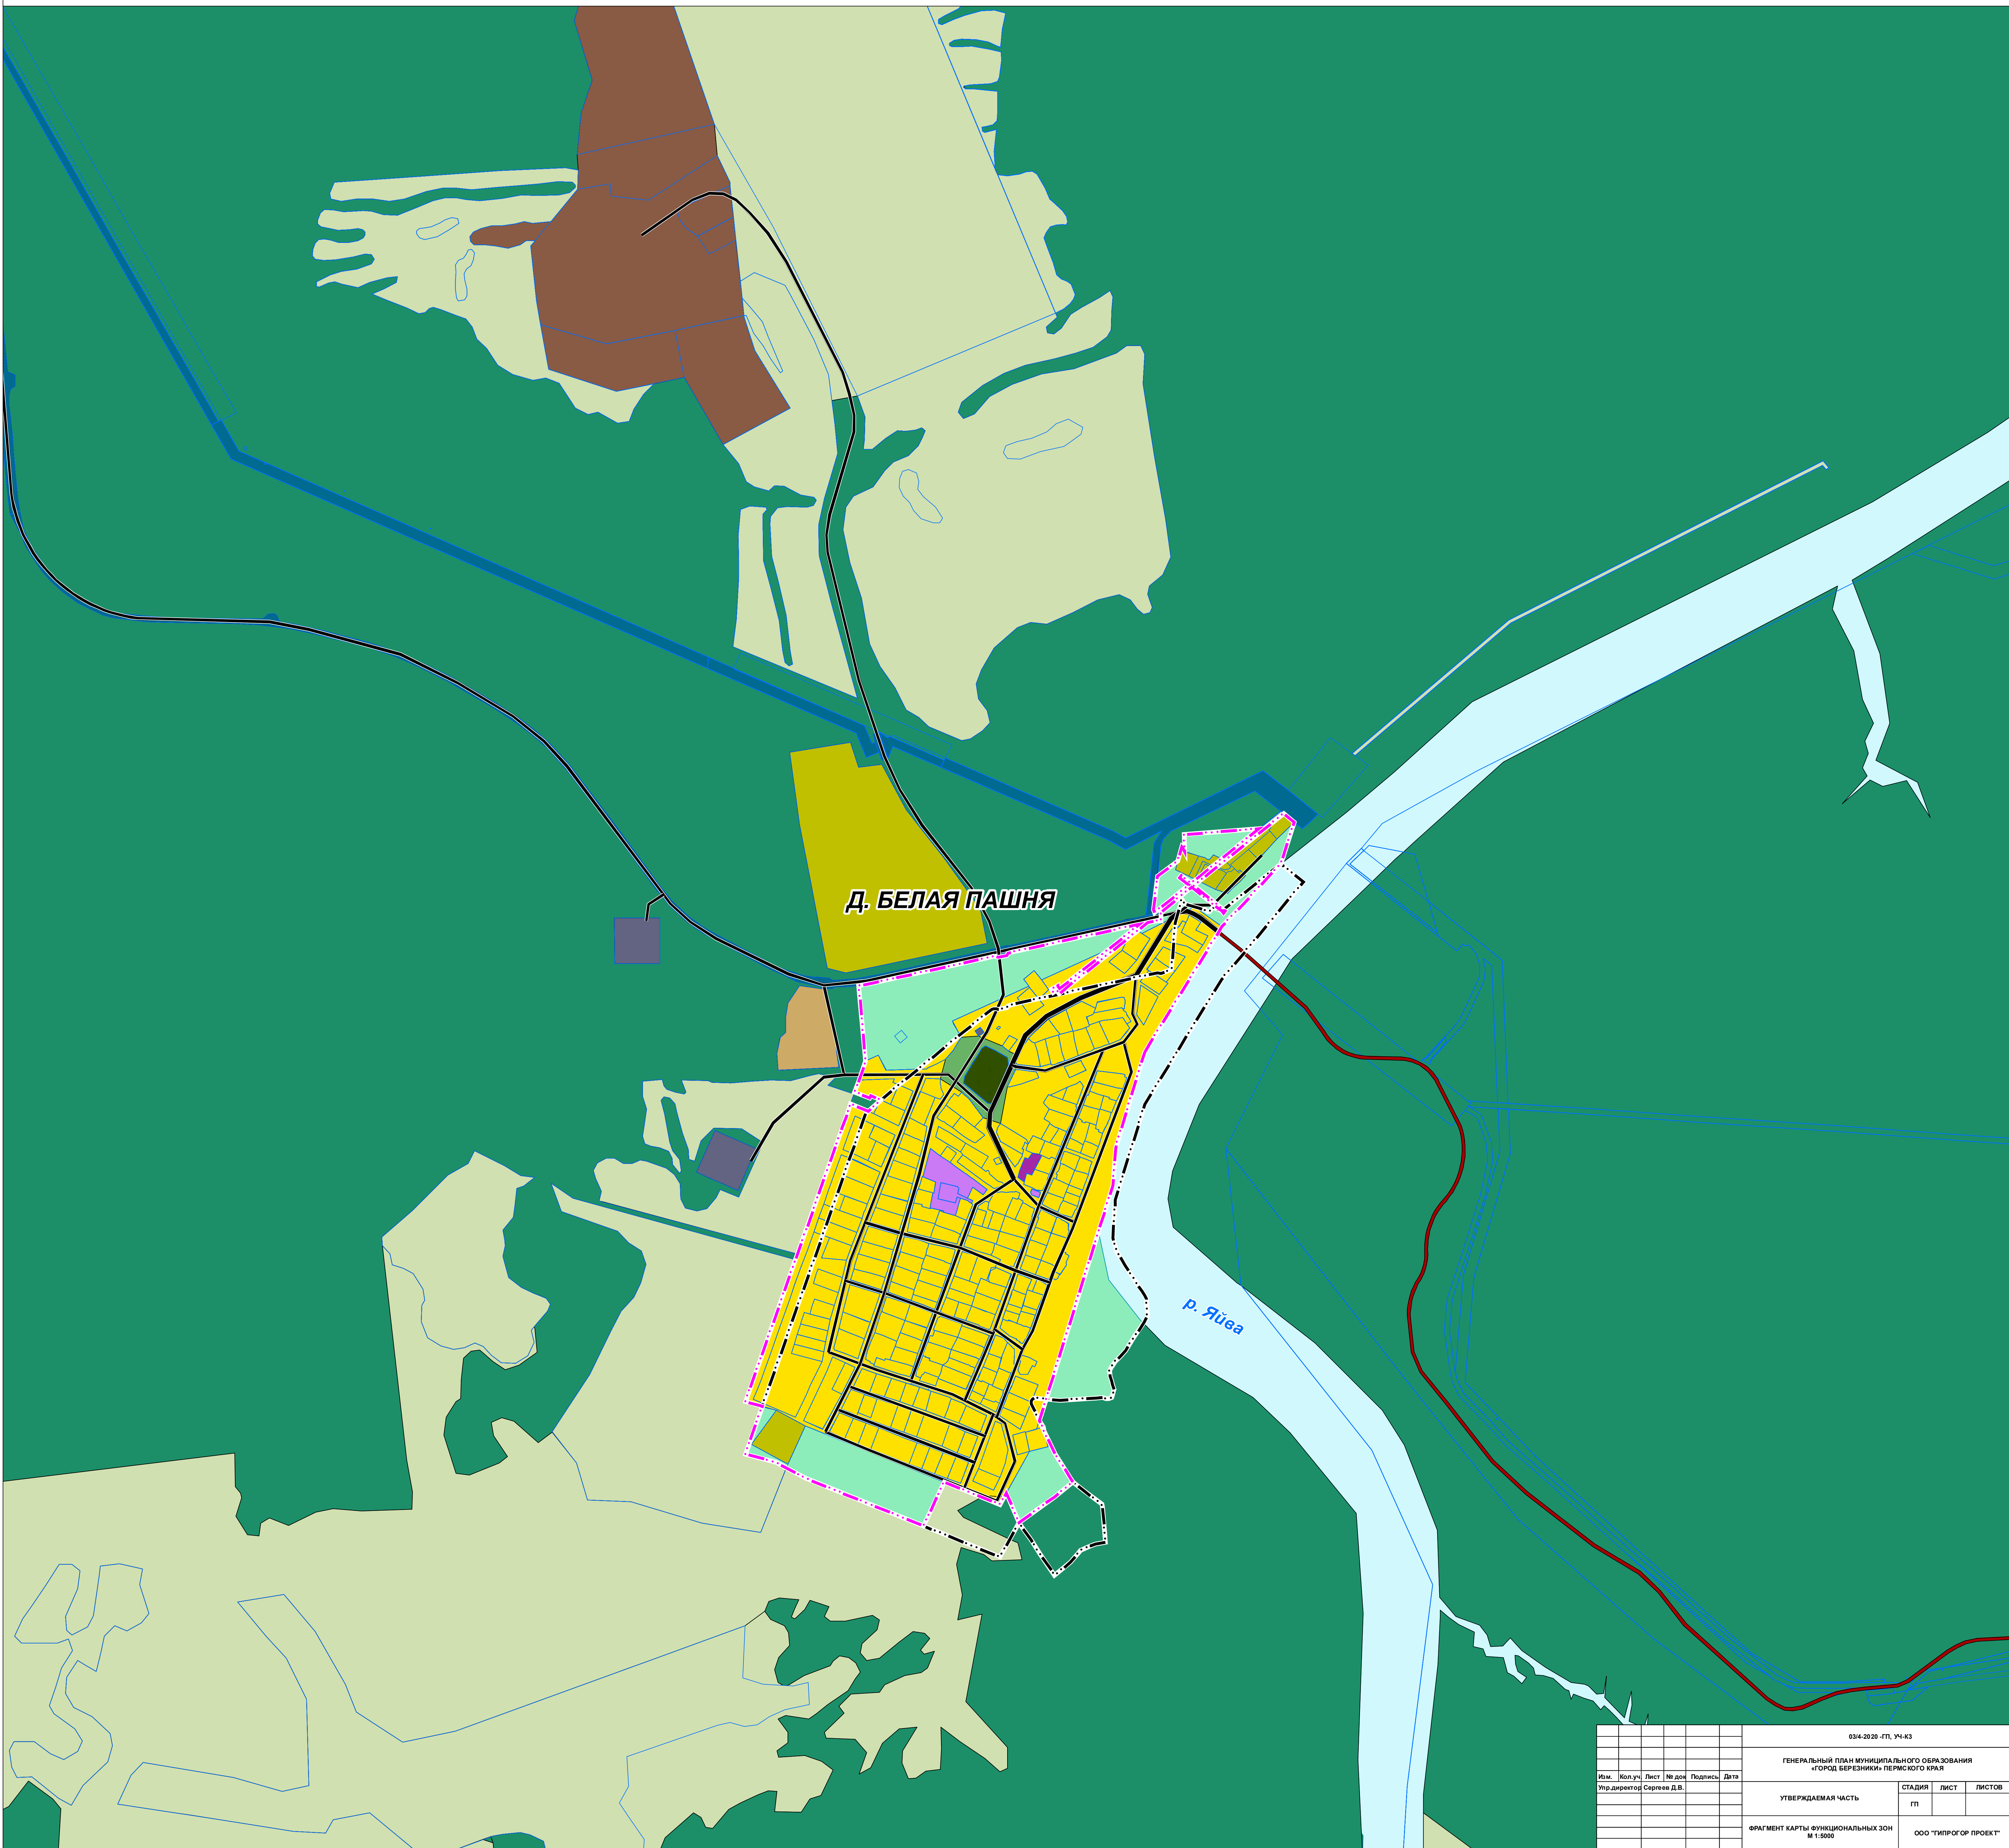 Д. БЕЛАЯ ПАШНЯ
р. Яйва
03/4-2020 -ГП, УЧ-КЗ
ГЕНЕРАЛЬНЫЙ ПЛАН МУНИЦИПАЛЬНОГО ОБРАЗОВАНИЯ
«ГОРОД БЕРЕЗНИКИ» ПЕРМСКОГО КРАЯ
Изм. Кол.уч Лист № док Подпись Дата
Упр.директор Сергеев Д.В.
УТВЕРЖДАЕМАЯ ЧАСТЬ
СТАДИЯ ЛИСТ ЛИСТОВ
ГП
ФРАГМЕНТ КАРТЫ ФУНКЦИОНАЛЬНЫХ ЗОН
М 1:5000
ООО "ГИПРОГОР ПРОЕКТ"